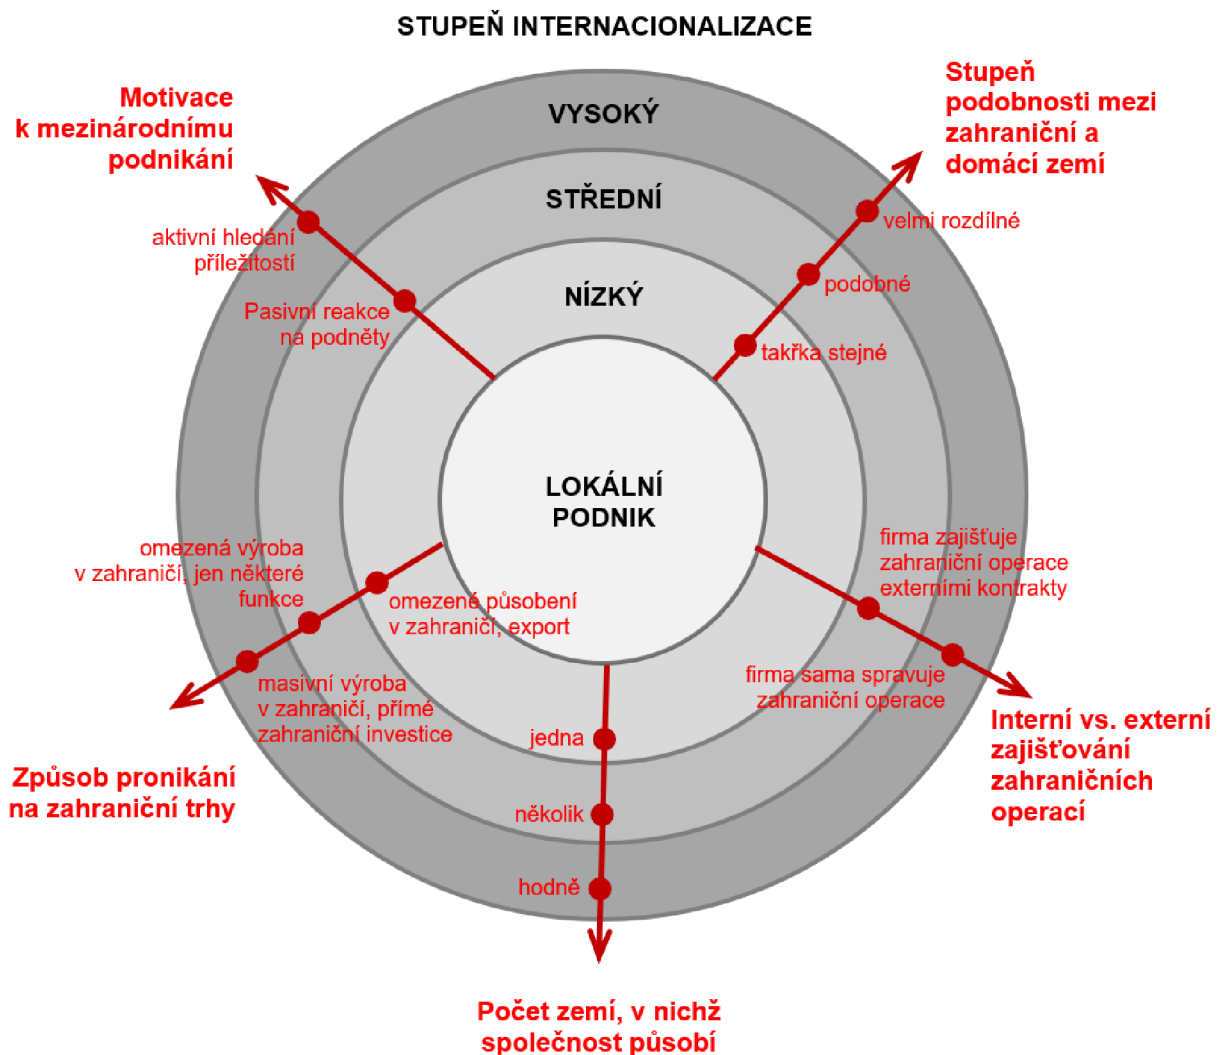 STUPEŇ INTERNACIONALIZACE
Motivace
k mezinárodnímu
podnikání
Stupeň
podobnosti mezi
zahraniční a
domácí zemí
VYSOKÝ
STŘEDNÍ
NÍZKÝ
aktivní hledání
příležitostí
Pasivní reakce
na podněty
velmi rozdílné
podobné
takřka stejné
LOKÁLNÍ
PODNIK
omezená výroba
v zahraničí, jen některé
funkce
omezené působení
v zahraničí, export
masivní výroba
v zahraničí, přímé
zahraniční investice
firma zajišťuje
zahraniční operace
externími kontrakty
firma sama spravuje
zahraniční operace
jedna
několik
hodně
Způsob pronikání
na zahraniční trhy
Interní vs. externí
zajišťování
zahraničních
operací
Počet zemí, v nichž
společnost působí